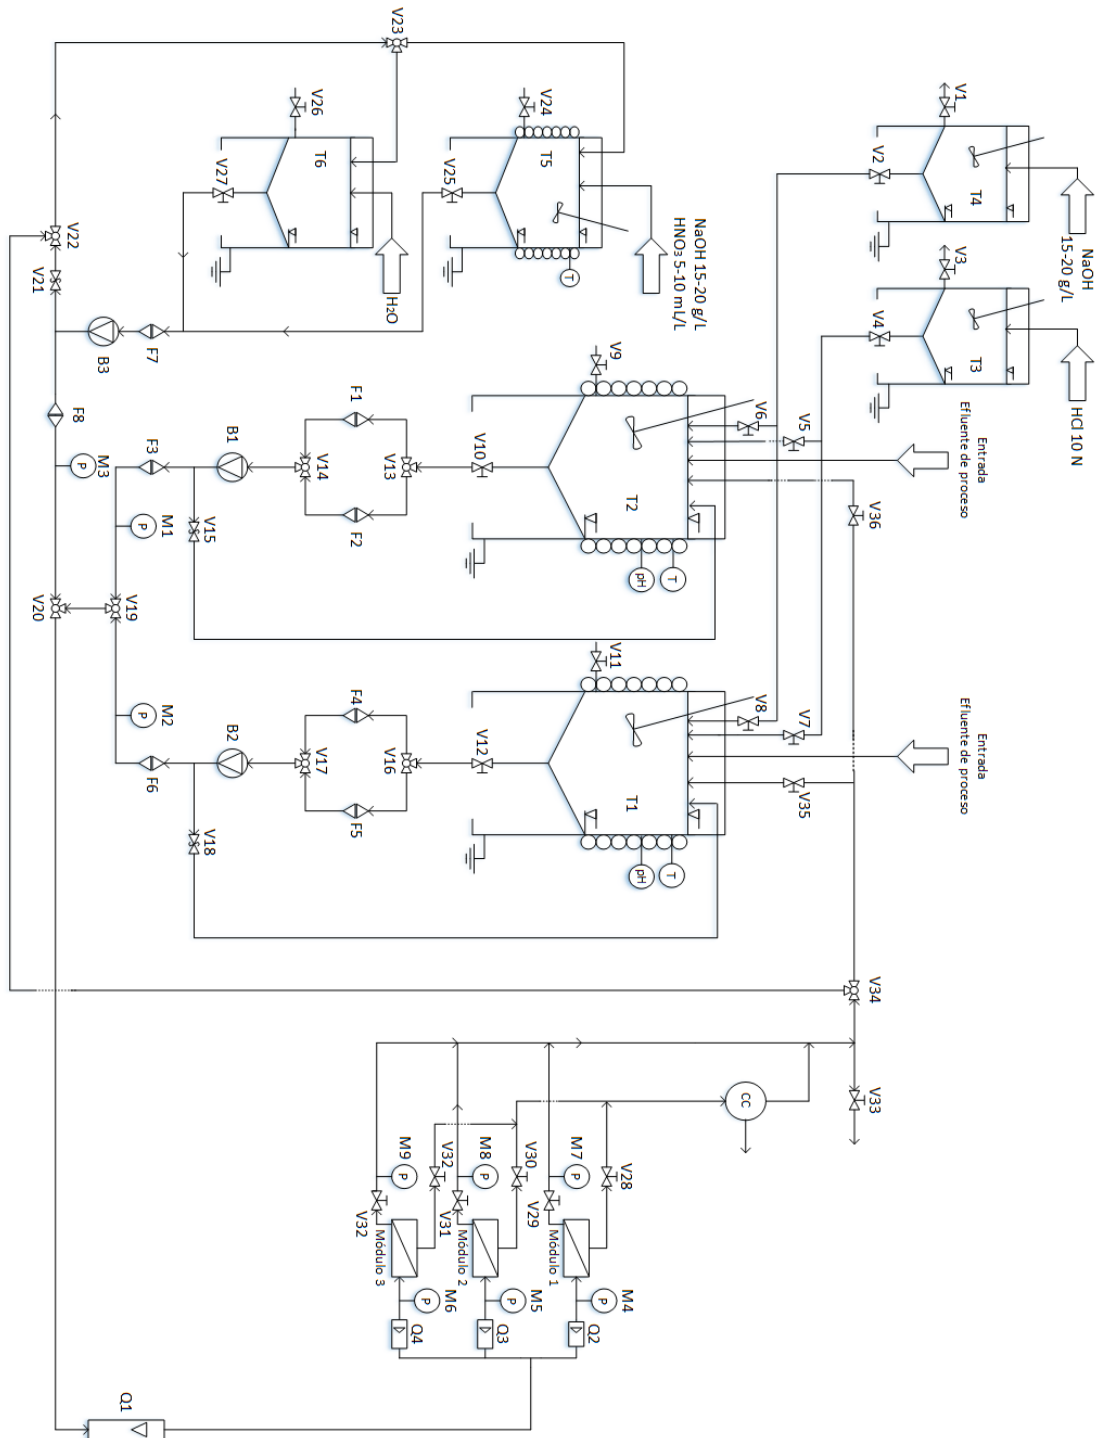 V23
V1
V26
V24
T6
T5
V2
T4
V27
V25
NaOH
15-20 g/L
V3
NaOH 15-20 g/L
HNO₃ 5-10 mL/L
V22
V21
H₂O
T
V4
T3
F7
B3
V9
HCl 10 N
F8
F1
V6
V5
Entrada
Efluente de proceso
B1
F3
V14
V13
V10
M3
P
T2
M1
P
V15
F2
V36
pH
T
V20
V19
V11
M2
P
F4
V8
V7
Entrada
Efluente de proceso
B2
F6
V17
V16
V12
T1
V35
V18
F5
pH
T
V34
CC
V33
M9
P
V32
M8
P
V30
M7
P
V28
V32
V31
V29
Módulo 3
Módulo 2
Módulo 1
P
M6
P
M5
P
M4
Q4
Q3
Q2
Q1